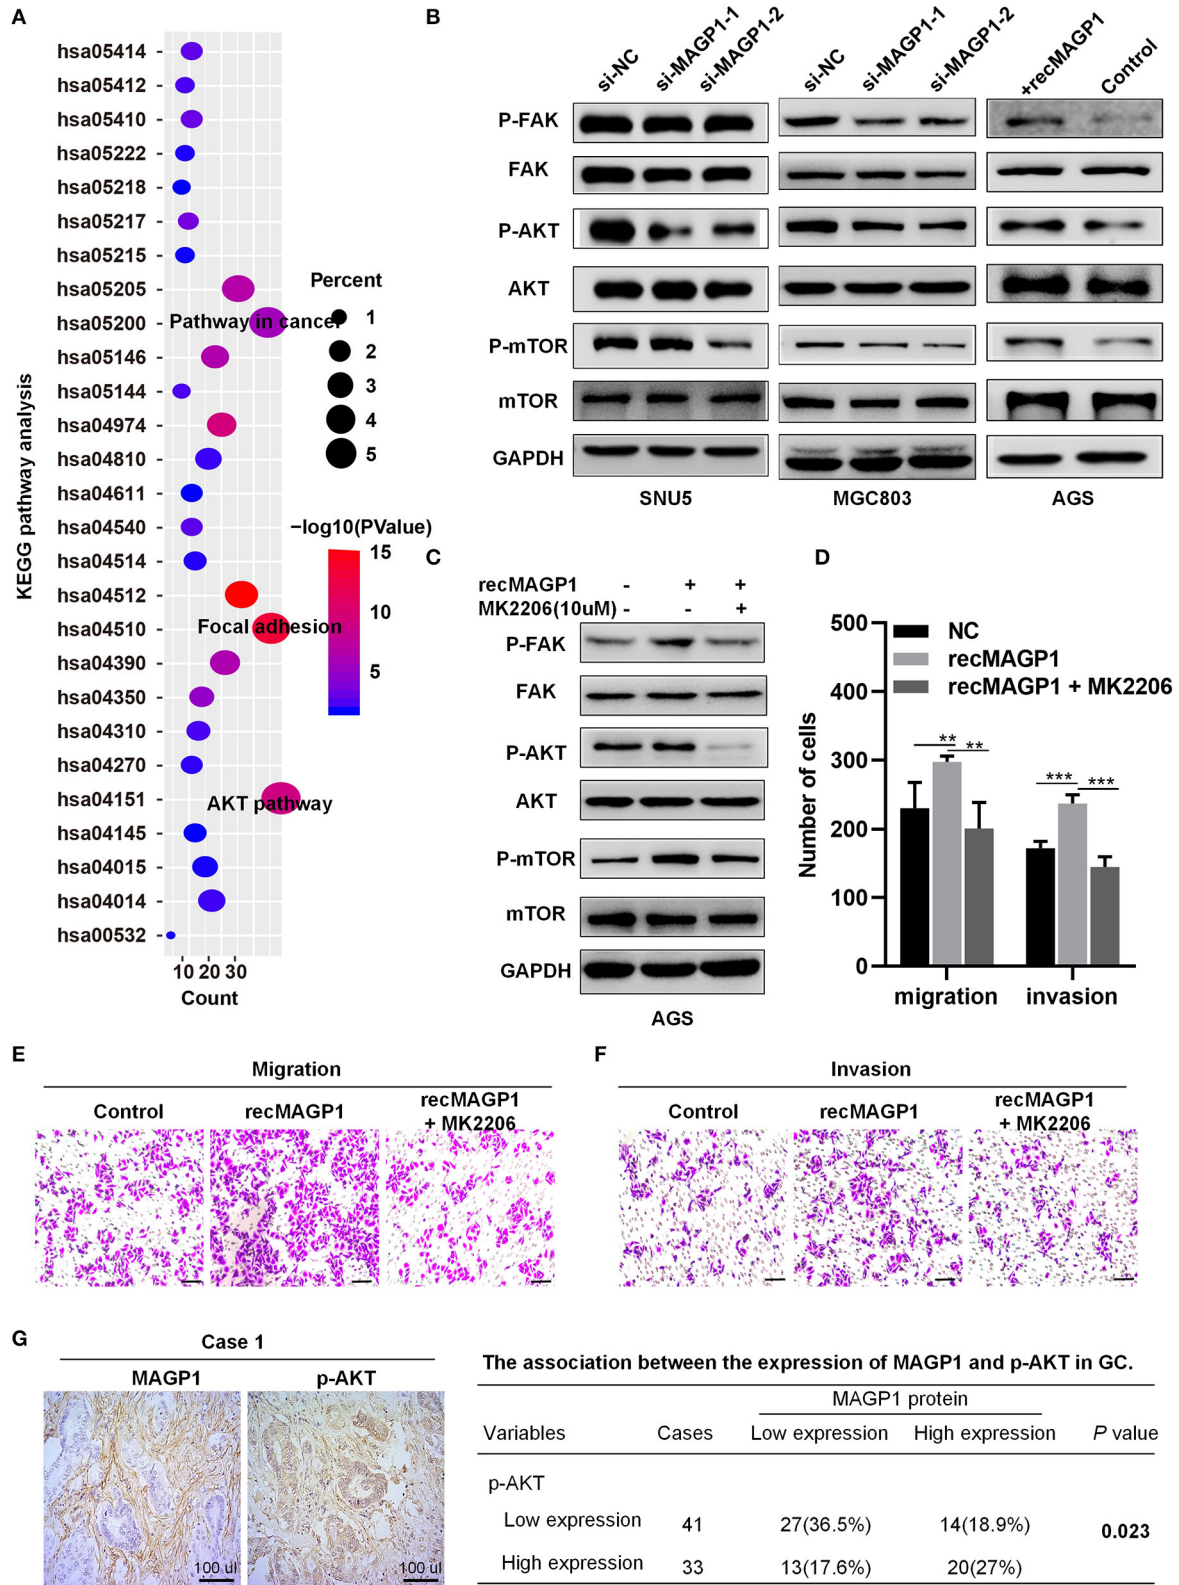 A
hsa05414
hsa05412
hsa05410
hsa05222
hsa05218
hsa05217
hsa05215
hsa05205
hsa05200
hsa05146
hsa05144
hsa04974
hsa04810
hsa04611
hsa04540
hsa04514
hsa04512
hsa04510
hsa04390
hsa04350
hsa04310
hsa04270
hsa04151
hsa04145
hsa04015
hsa04014
hsa00532
KEGG pathway analysis
Pathway in cancer
Focal adhesion
AKT pathway
10 20 30
Count
Percent
1
2
3
4
5
−log10(PValue)
15
10
5
B
si-NC si-MAGP1-1 si-MAGP1-2 si-NC si-MAGP1-1 si-MAGP1-2 +recMAGP1 Control
P-FAK
FAK
P-AKT
AKT
P-mTOR
mTOR
GAPDH
SNU5 MGC803 AGS
C
recMAGP1 - + +
MK2206(10uM) - - +
P-FAK
FAK
P-AKT
AKT
P-mTOR
mTOR
GAPDH
AGS
D
Number of cells
500
400
300
200
100
0
NC
recMAGP1
recMAGP1 + MK2206
** **
*** ***
migration invasion
E
Migration
Control recMAGP1 recMAGP1
+ MK2206
F
Invasion
Control recMAGP1 recMAGP1
+ MK2206
G
Case 1
MAGP1 p-AKT
100 ul 100 ul
The association between the expression of MAGP1 and p-AKT in GC.
MAGP1 protein
Variables Cases Low expression High expression P value
p-AKT
Low expression 41 27(36.5%) 14(18.9%) 0.023
High expression 33 13(17.6%) 20(27%)